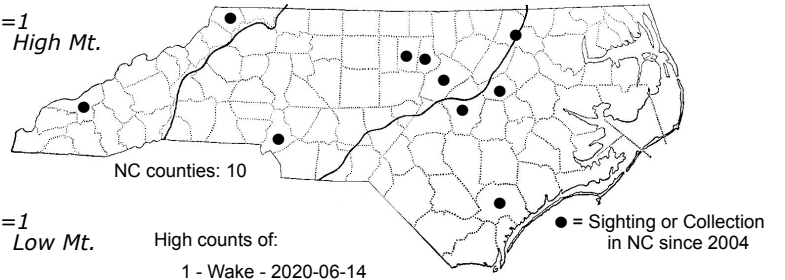 =1
High Mt.
NC counties: 10
=1
Low Mt.
High counts of:
1 - Wake - 2020-06-14
= Sighting or Collection
in NC since 2004